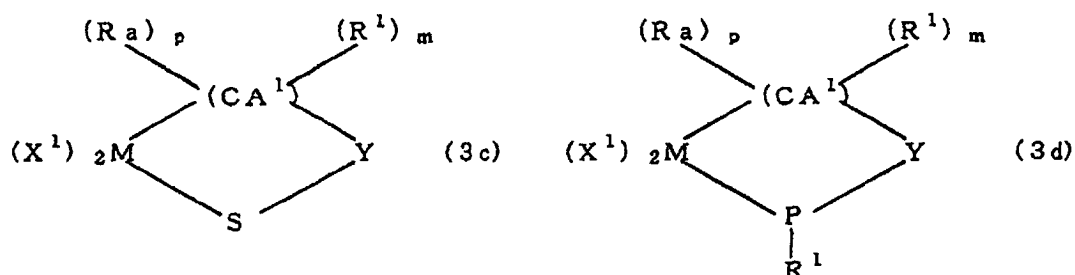 (Ra)p (R¹)m (Ra)p (R¹)m
(CA¹) (CA¹)
(X¹)₂M Y (3c) (X¹)₂M Y (3d)
S P
R¹